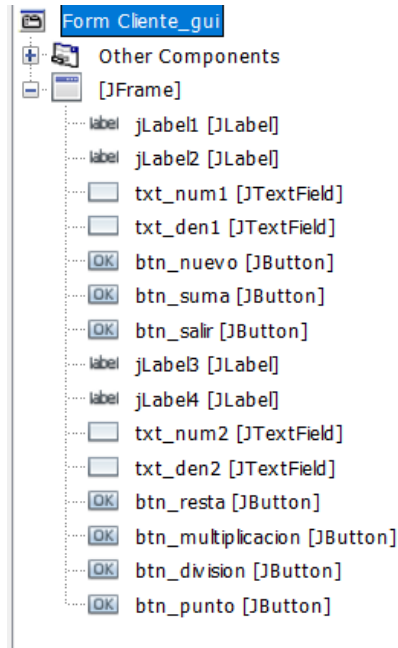 Form Cliente_gui
Other Components
[JFrame]
label jLabel1 [JLabel]
label jLabel2 [JLabel]
txt_num1 [JTextField]
txt_den1 [JTextField]
OK btn_nuevo [JButton]
OK btn_suma [JButton]
OK btn_salir [JButton]
label jLabel3 [JLabel]
label jLabel4 [JLabel]
txt_num2 [JTextField]
txt_den2 [JTextField]
OK btn_resta [JButton]
OK btn_multiplicacion [JButton]
OK btn_division [JButton]
OK btn_punto [JButton]